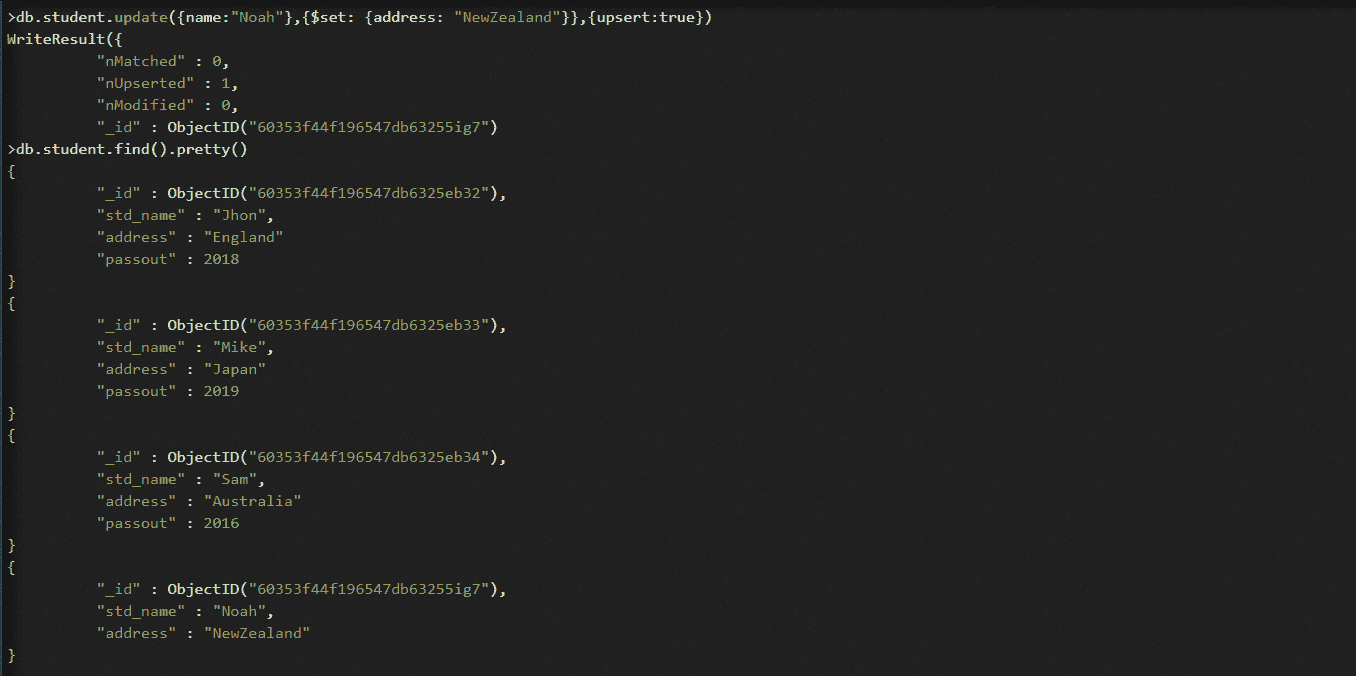 >db.student.update({name:"Noah"},{$set: {address: "NewZealand"}},{upsert:true})
WriteResult({
"nMatched" : 0,
"nUpserted" : 1,
"nModified" : 0,
"_id" : ObjectID("60353f44f196547db63255ig7")
>db.student.find().pretty()
{
"_id" : ObjectID("60353f44f196547db6325eb32"),
"std_name" : "Jhon",
"address" : "England"
"passout" : 2018
}
{
"_id" : ObjectID("60353f44f196547db6325eb33"),
"std_name" : "Mike",
"address" : "Japan"
"passout" : 2019
}
{
"_id" : ObjectID("60353f44f196547db6325eb34"),
"std_name" : "Sam",
"address" : "Australia"
"passout" : 2016
}
{
"_id" : ObjectID("60353f44f196547db63255ig7"),
"std_name" : "Noah",
"address" : "NewZealand"
}